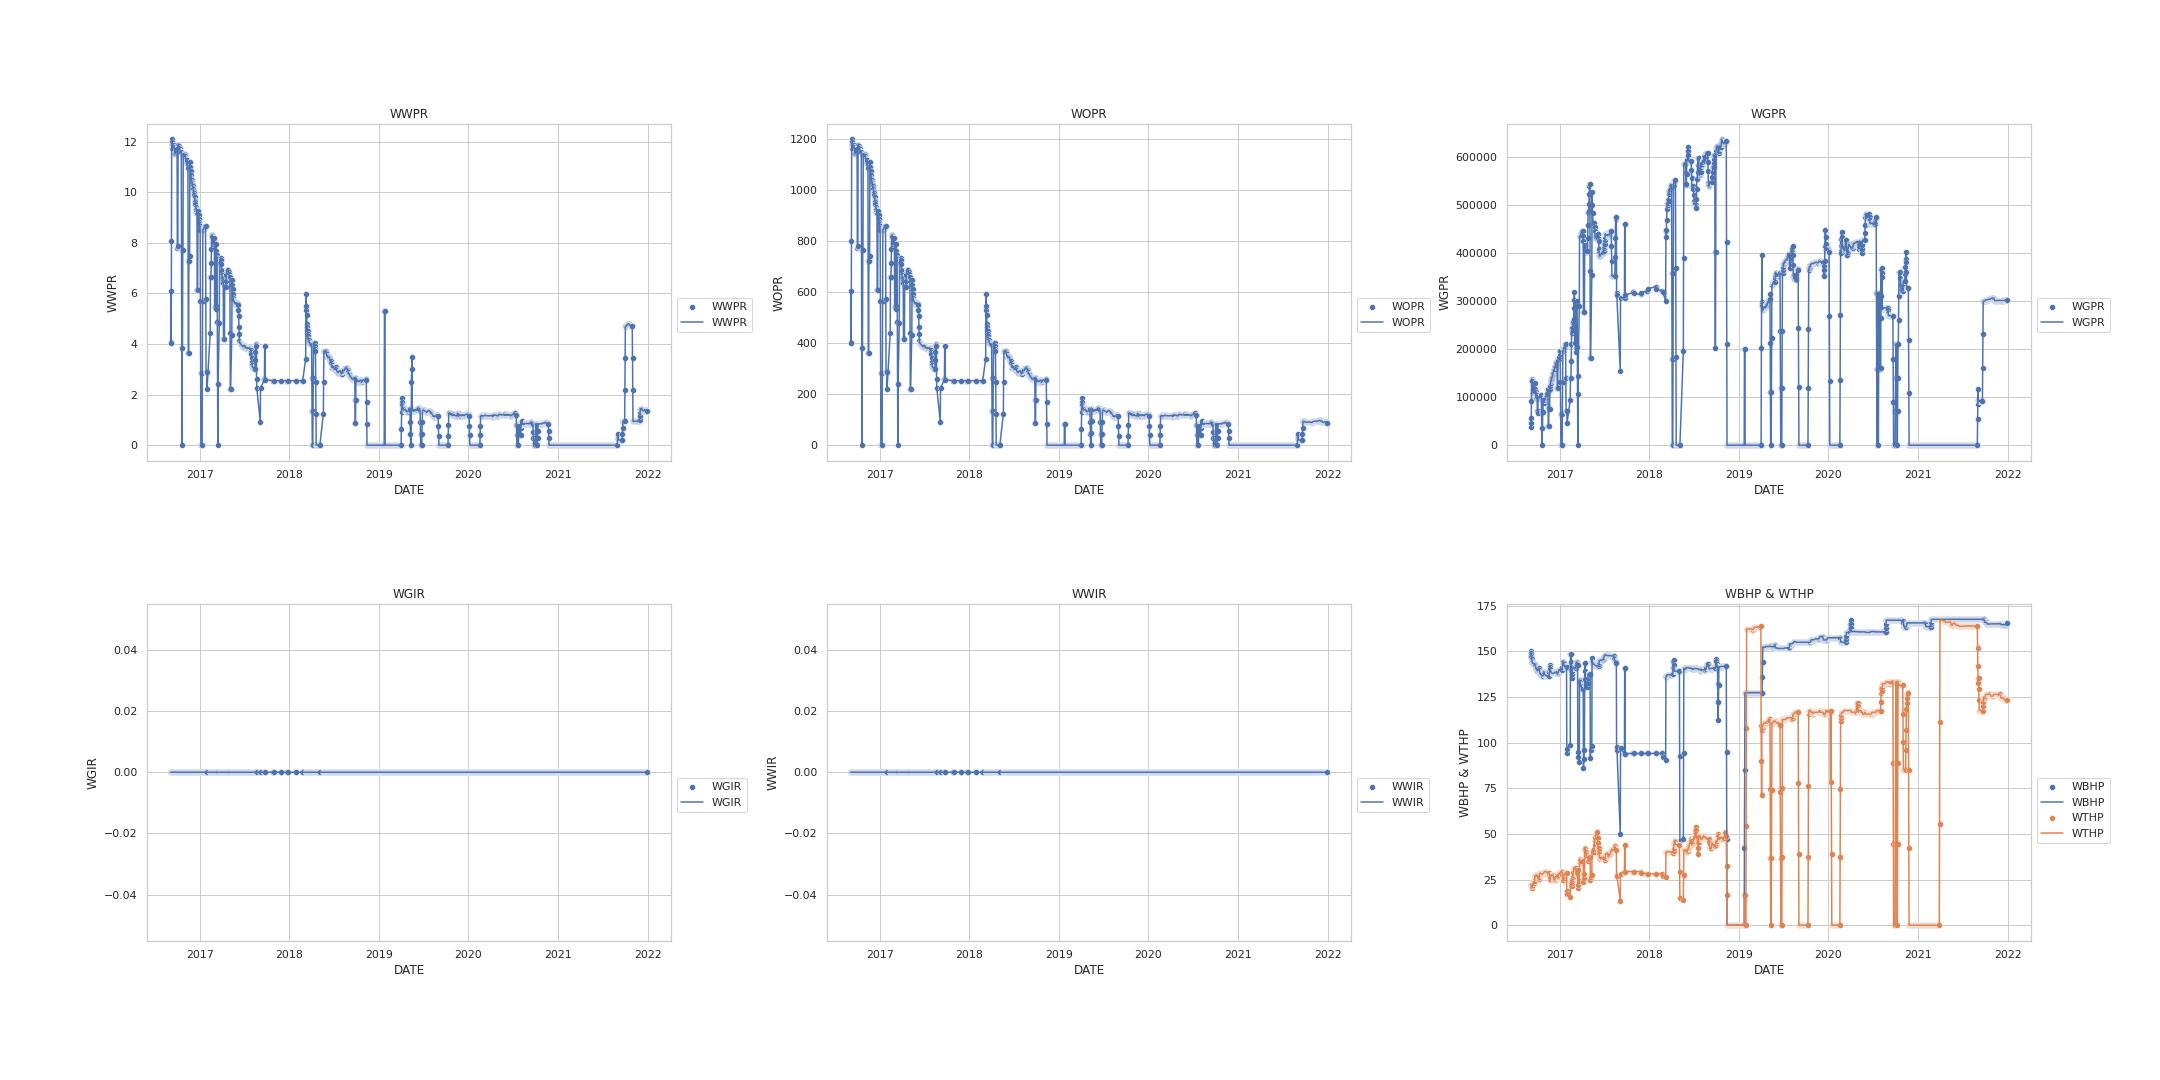 WWPR
12
10
8
6
4
2
0
WWPR
2017 2018 2019 2020 2021 2022
DATE
WWPR
WWPR
WOPR
1200
1000
800
600
400
200
0
WOPR
2017 2018 2019 2020 2021 2022
DATE
WOPR
WOPR
WGPR
600000
500000
400000
300000
200000
100000
0
WGPR
2017 2018 2019 2020 2021 2022
DATE
WGPR
WGPR
WGIR
0.04
0.02
0.00
−0.02
−0.04
WGIR
2017 2018 2019 2020 2021 2022
DATE
WGIR
WGIR
WWIR
0.04
0.02
0.00
−0.02
−0.04
WWIR
2017 2018 2019 2020 2021 2022
DATE
WWIR
WWIR
WBHP & WTHP
175
150
125
100
75
50
25
0
WBHP & WTHP
2017 2018 2019 2020 2021 2022
DATE
WBHP
WBHP
WTHP
WTHP